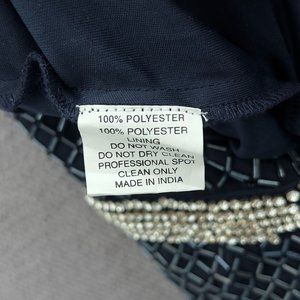 100% POLYESTER
100% POLYESTER
LINING
DO NOT WASH
DO NOT DRY CLEAN
PROFESSIONAL SPOT
CLEAN ONLY
MADE IN INDIA